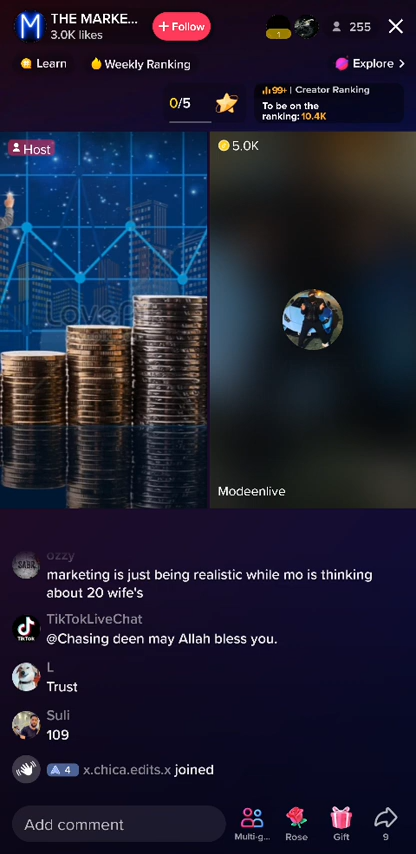 THE MARKE...
3.0K likes
+ Follow
1
255
Learn
Weekly Ranking
Explore
0/5
99+ | Creator Ranking
To be on the
ranking: 10.4K
Host
5.0K
Lovep
Modeenlive
ozzy
SABR
marketing is just being realistic while mo is thinking
about 20 wife's
TikTokLiveChat
TikTok
@Chasing deen may Allah bless you.
L
Trust
Suli
109
4 x.chica.edits.x joined
Add comment
Multi-g...
Rose
Gift
9